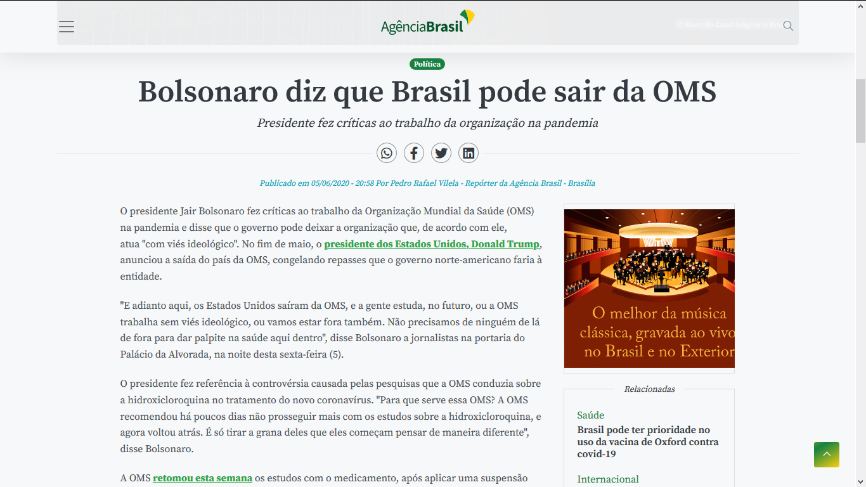 AgênciaBrasil
Política
Bolsonaro diz que Brasil pode sair da OMS
Presidente fez críticas ao trabalho da organização na pandemia
Publicado em 05/06/2020 - 20:58 Por Pedro Rafael Vilela - Repórter da Agência Brasil - Brasília
O presidente Jair Bolsonaro fez críticas ao trabalho da Organização Mundial da Saúde (OMS)
na pandemia e disse que o governo pode deixar a organização que, de acordo com ele,
atua "com viés ideológico". No fim de maio, o presidente dos Estados Unidos, Donald Trump,
anunciou a saída do país da OMS, congelando repasses que o governo norte-americano faria à
entidade.
"E adianto aqui, os Estados Unidos saíram da OMS, e a gente estuda, no futuro, ou a OMS
trabalha sem viés ideológico, ou vamos estar fora também. Não precisamos de ninguém de lá
de fora para dar palpite na saúde aqui dentro", disse Bolsonaro a jornalistas na portaria do
Palácio da Alvorada, na noite desta sexta-feira (5).
O presidente fez referência à controvérsia causada pelas pesquisas que a OMS conduzia sobre
a hidroxicloroquina no tratamento do novo coronavírus. "Para que serve essa OMS? A OMS
recomendou há poucos dias não prosseguir mais com os estudos sobre a hidroxicloroquina, e
agora voltou atrás. É só tirar a grana deles que eles começam pensar de maneira diferente",
disse Bolsonaro.
A OMS retomou esta semana os estudos com o medicamento, após aplicar uma suspensão
O melhor da música
clássica, gravada ao vivo
no Brasil e no Exterior
Relacionadas
Saúde
Brasil pode ter prioridade no
uso da vacina de Oxford contra
covid-19
Internacional